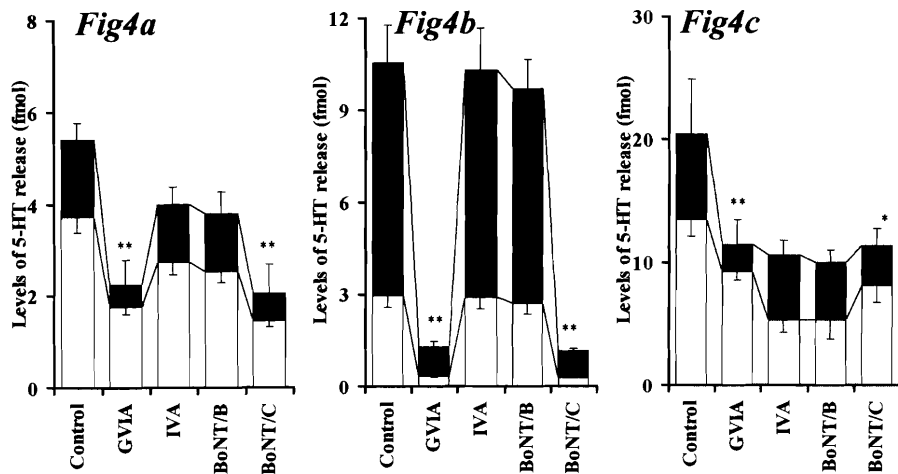 Fig4a
Levels of 5-HT release (fmol)
8
6
4
2
0
**
**
Control
GVIA
IVA
BoNT/B
BoNT/C
Fig4b
Levels of 5-HT release (fmol)
12
9
6
3
0
**
**
Control
GVIA
IVA
BoNT/B
BoNT/C
Fig4c
Levels of 5-HT release (fmol)
30
20
10
0
**
*
Control
GVIA
IVA
BoNT/B
BoNT/C